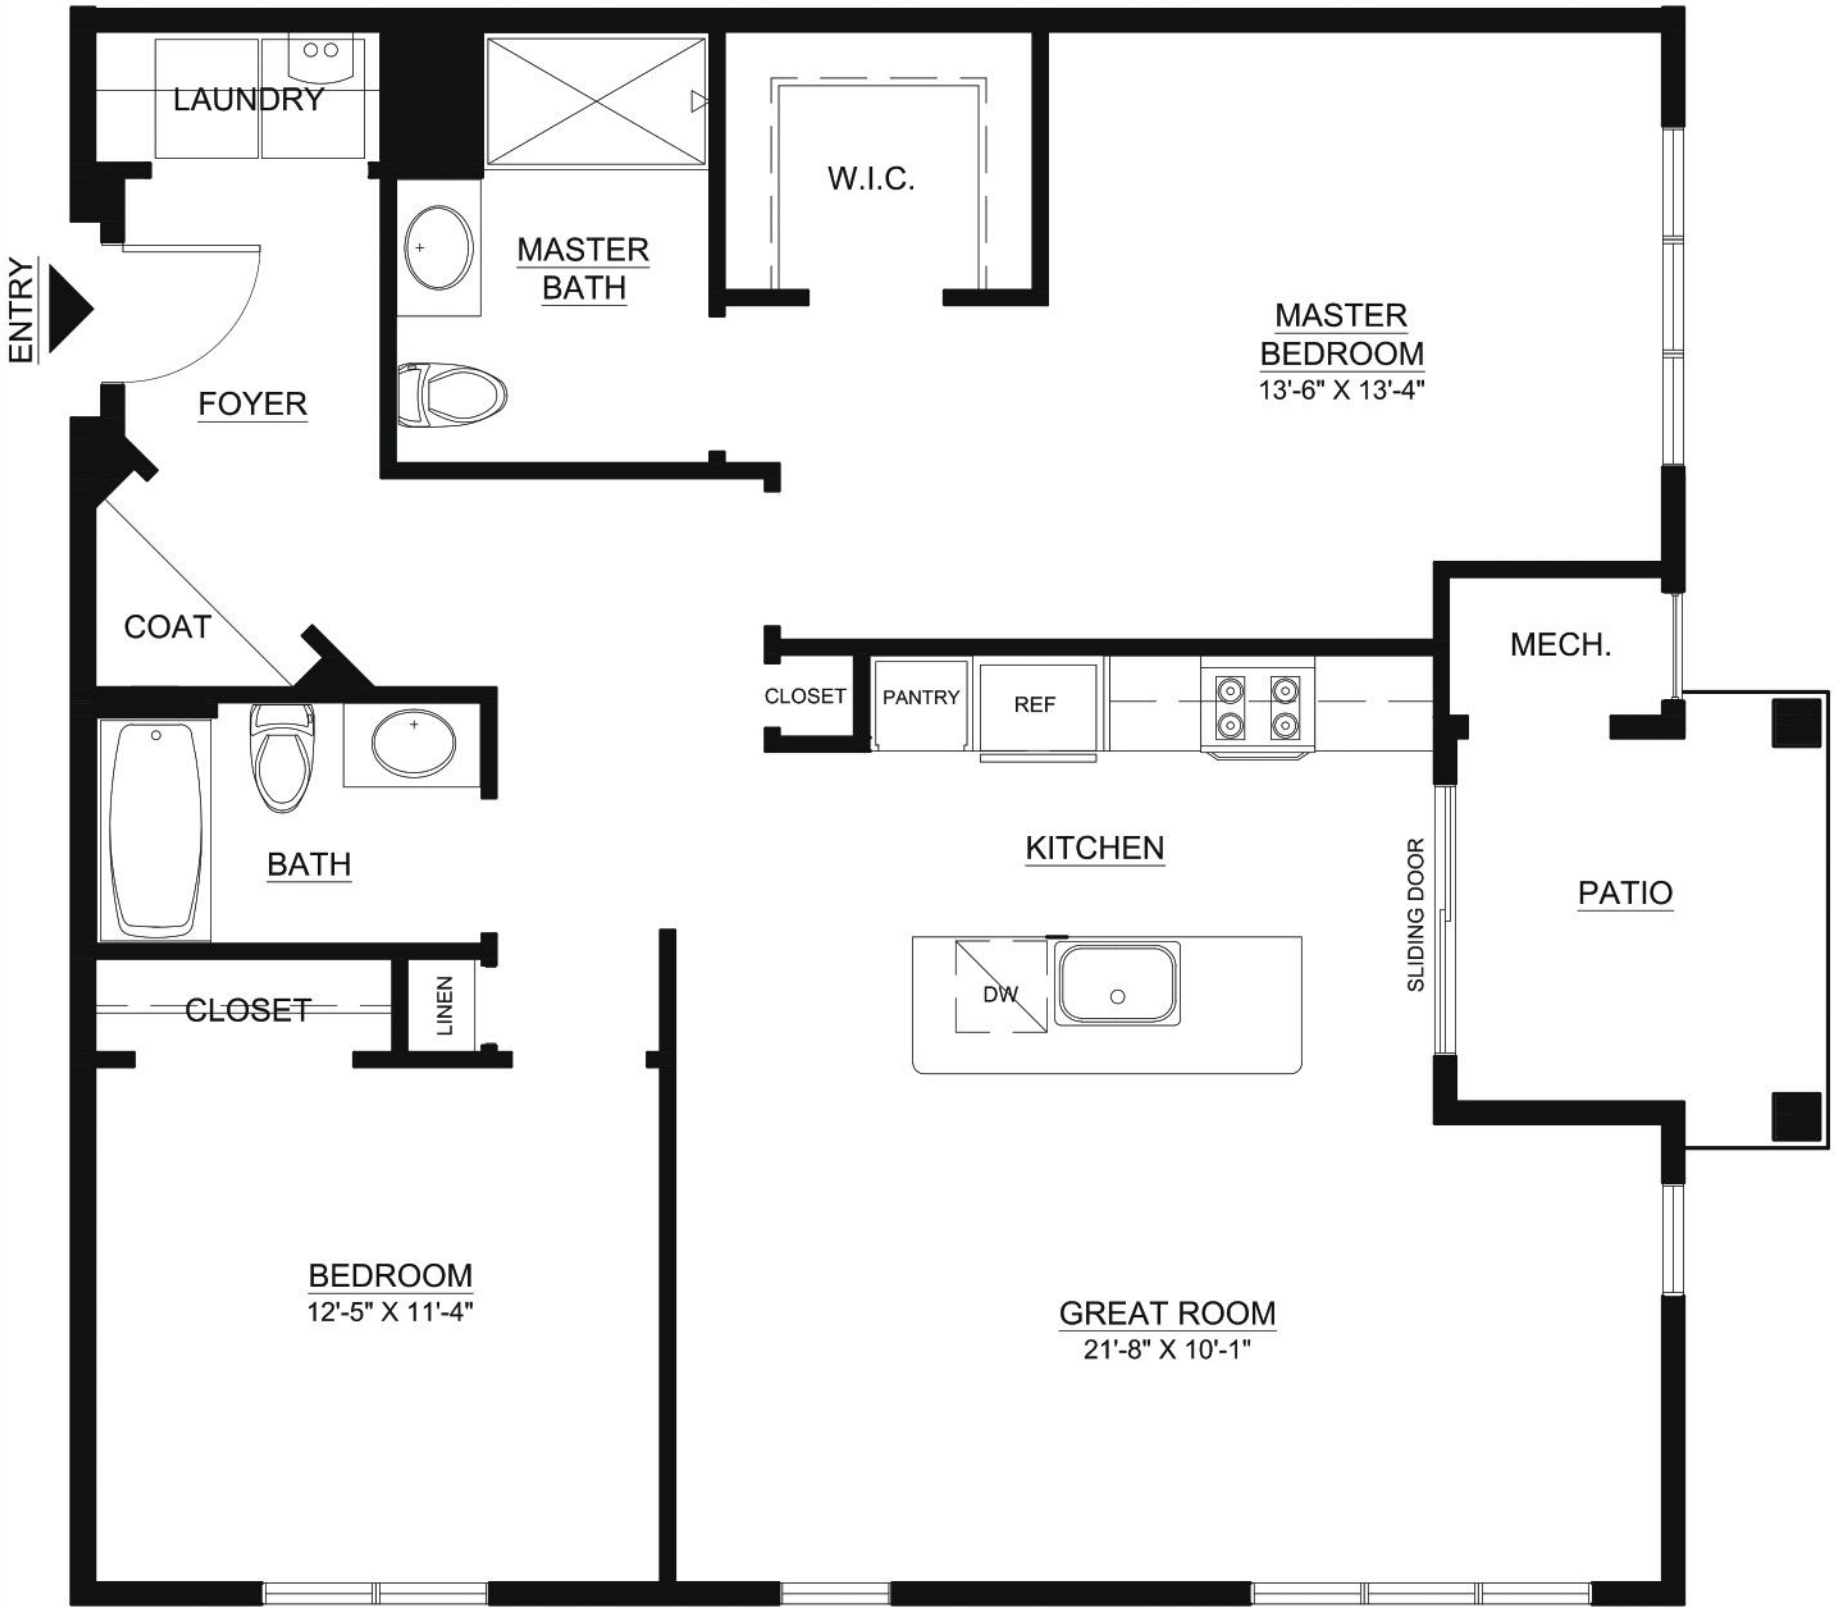 LAUNDRY
W.I.C.
MASTER
BATH
ENTRY
MASTER
BEDROOM
13'-6" X 13'-4"
FOYER
COAT
MECH.
CLOSET
PANTRY
REF
KITCHEN
BATH
SLIDING DOOR
PATIO
DW
CLOSET
LINEN
BEDROOM
12'-5" X 11'-4"
GREAT ROOM
21'-8" X 10'-1"